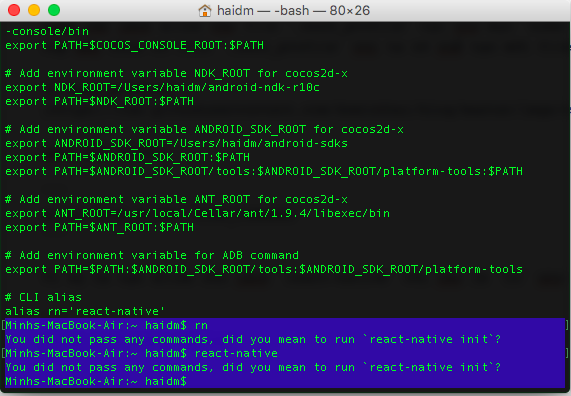 haidm — -bash — 80×26
-console/bin
export PATH=$COCOS_CONSOLE_ROOT:$PATH
# Add environment variable NDK_ROOT for cocos2d-x
export NDK_ROOT=/Users/haidm/android-ndk-r10c
export PATH=$NDK_ROOT:$PATH
# Add environment variable ANDROID_SDK_ROOT for cocos2d-x
export ANDROID_SDK_ROOT=/Users/haidm/android-sdks
export PATH=$ANDROID_SDK_ROOT:$PATH
export PATH=$ANDROID_SDK_ROOT/tools:$ANDROID_SDK_ROOT/platform-tools:$PATH
# Add environment variable ANT_ROOT for cocos2d-x
export ANT_ROOT=/usr/local/Cellar/ant/1.9.4/libexec/bin
export PATH=$ANT_ROOT:$PATH
# Add environment variable for ADB command
export PATH=$PATH:$ANDROID_SDK_ROOT/tools:$ANDROID_SDK_ROOT/platform-tools
# CLI alias
alias rn='react-native'
[Minhs-MacBook-Air:~ haidm$ rn ]
You did not pass any commands, did you mean to run `react-native init`?
[Minhs-MacBook-Air:~ haidm$ react-native ]
You did not pass any commands, did you mean to run `react-native init`?
Minhs-MacBook-Air:~ haidm$